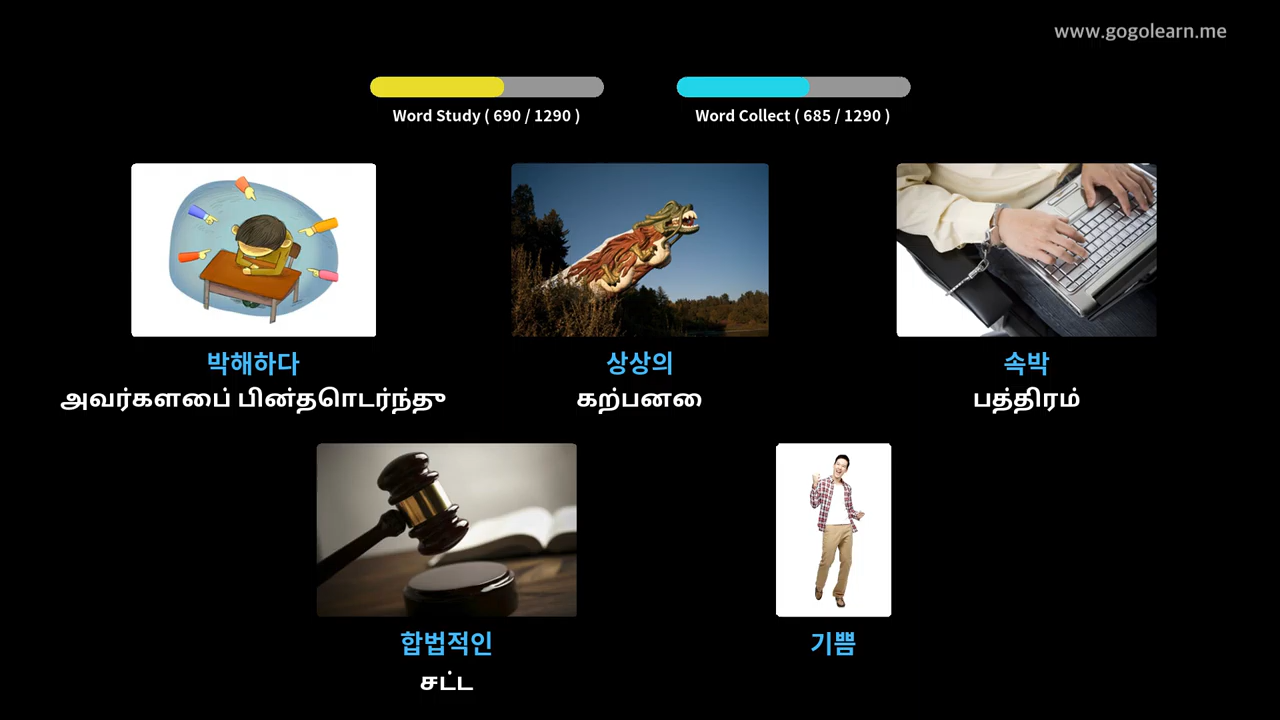 www.gogolearn.me
Word Study ( 690 / 1290 )
Word Collect ( 685 / 1290 )
박해하다
அவர்களைப் பின்தொடர்ந்து
상상의
கற்பனை
속박
பத்திரம்
합법적인
சட்ட
기쁨